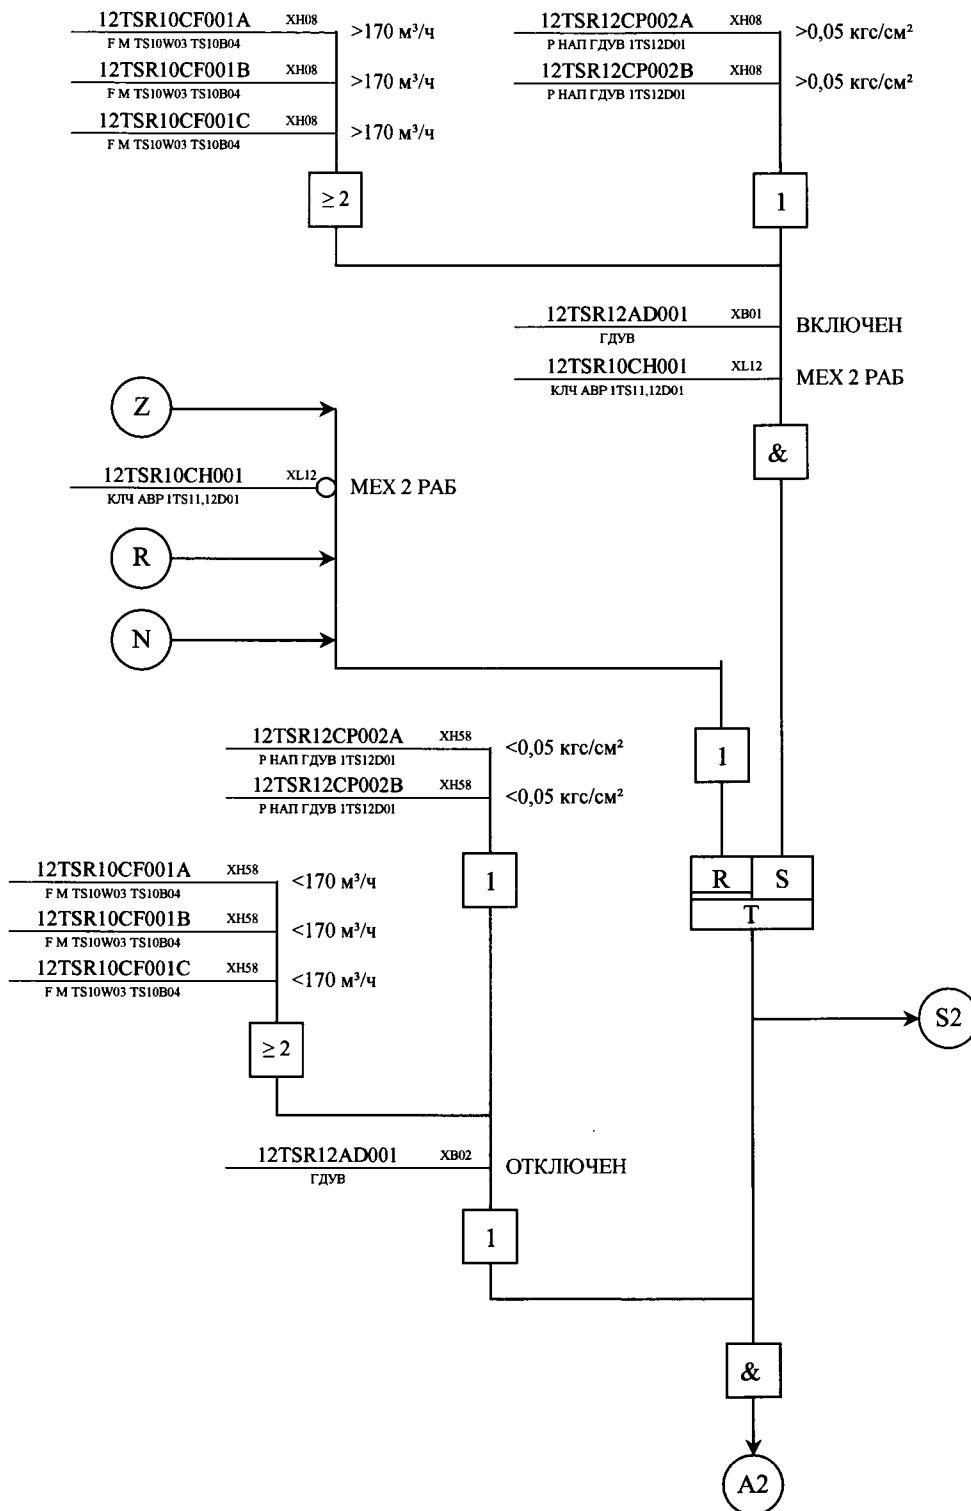 12TSR10CF001A XH08 >170 м³/ч
F M TS10W03 TS10B04
12TSR10CF001B XH08 >170 м³/ч
F M TS10W03 TS10B04
12TSR10CF001C XH08 >170 м³/ч
F M TS10W03 TS10B04
≥ 2
12TSR12CP002A XH08 >0,05 кгс/см²
Р НАП ГДУВ 1TS12D01
12TSR12CP002B XH08 >0,05 кгс/см²
Р НАП ГДУВ 1TS12D01
1
12TSR12AD001 XB01 ВКЛЮЧЕН
ГДУВ
12TSR10CH001 XL12 МЕХ 2 РАБ
КЛЧ АВР 1TS11,12D01
&
Z
12TSR10CH001 XL12 МЕХ 2 РАБ
КЛЧ АВР 1TS11,12D01
R
N
1
12TSR12CP002A XH58 <0,05 кгс/см²
Р НАП ГДУВ 1TS12D01
12TSR12CP002B XH58 <0,05 кгс/см²
Р НАП ГДУВ 1TS12D01
1
R S
T
12TSR10CF001A XH58 <170 м³/ч
F M TS10W03 TS10B04
12TSR10CF001B XH58 <170 м³/ч
F M TS10W03 TS10B04
12TSR10CF001C XH58 <170 м³/ч
F M TS10W03 TS10B04
≥ 2
S2
12TSR12AD001 XB02 ОТКЛЮЧЕН
ГДУВ
1
&
A2